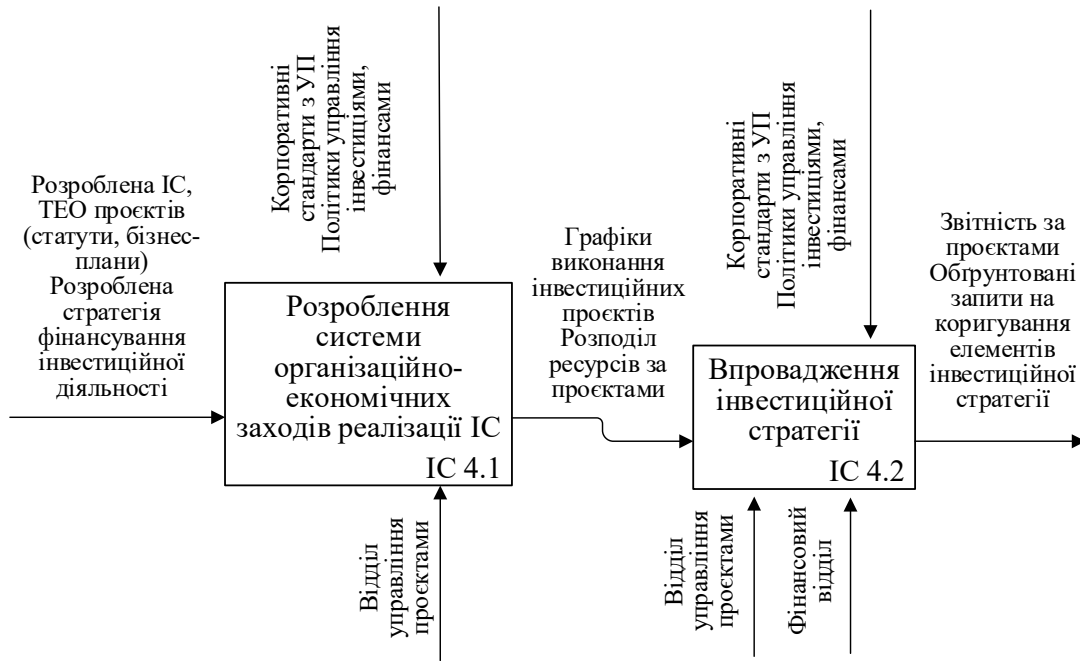 Розроблена ІС,
ТЕО проєктів
(статути, бізнес-
плани)
Розроблена
стратегія
фінансування
інвестиційної
діяльності
Корпоративні
стандарти з УП
Політики управління
інвестиціями,
фінансами
Розроблення
системи
організаційно-
економічних
заходів реалізації ІС
ІС 4.1
Відділ
управління
проєктами
Графіки
виконання
інвестиційних
проєктів
Розподіл
ресурсів за
проєктами
Корпоративні
стандарти з УП
Політики управління
інвестиціями,
фінансами
Впровадження
інвестиційної
стратегії
ІС 4.2
Відділ
управління
проєктами
Фінансовий
відділ
Звітність за
проєктами
Обґрунтовані
запити на
коригування
елементів
інвестиційної
стратегії